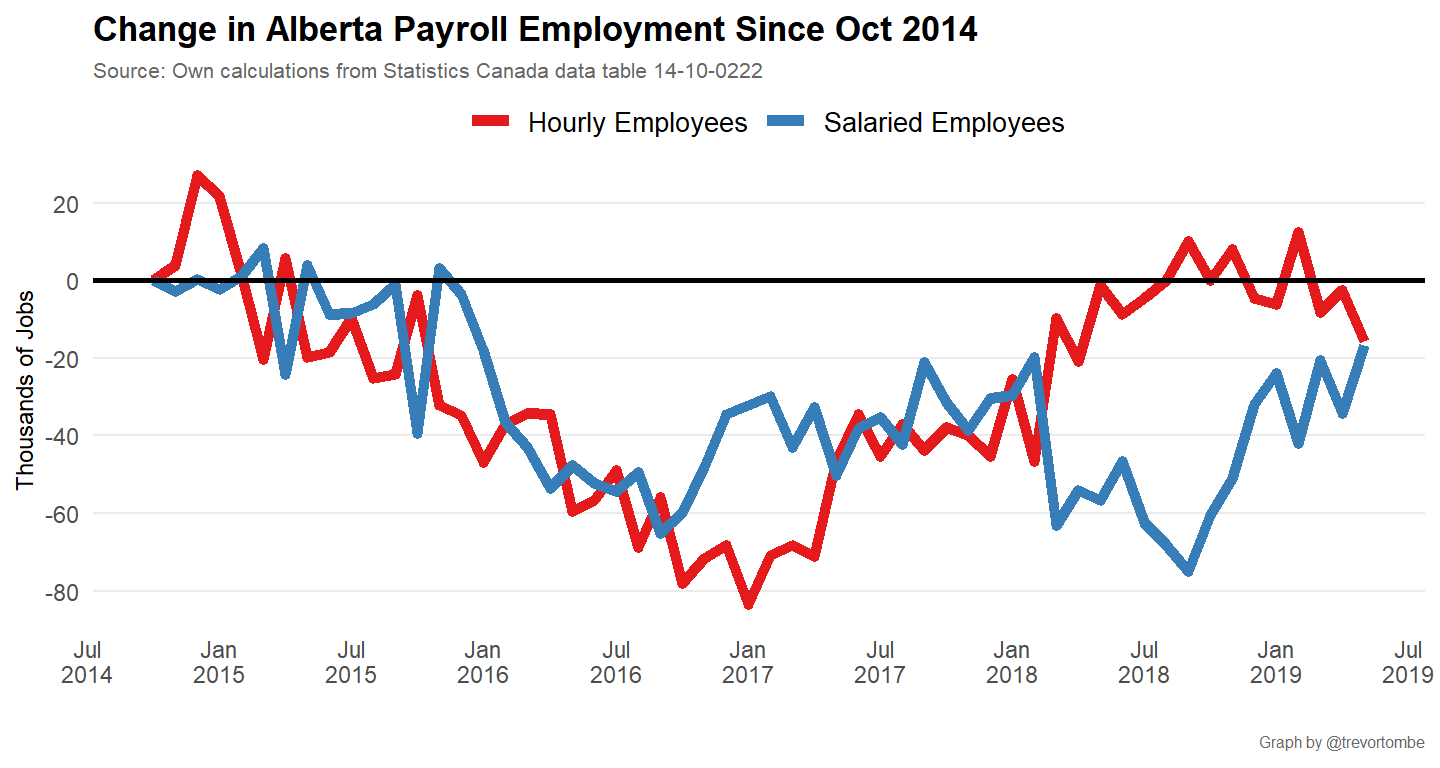 Change in Alberta Payroll Employment Since Oct 2014
Source: Own calculations from Statistics Canada data table 14-10-0222
Hourly Employees Salaried Employees
Thousands of Jobs
20
0
-20
-40
-60
-80
Jul Jan Jul Jan Jul Jan Jul Jan Jul Jan Jul
2014 2015 2015 2016 2016 2017 2017 2018 2018 2019 2019
Graph by @trevortombe